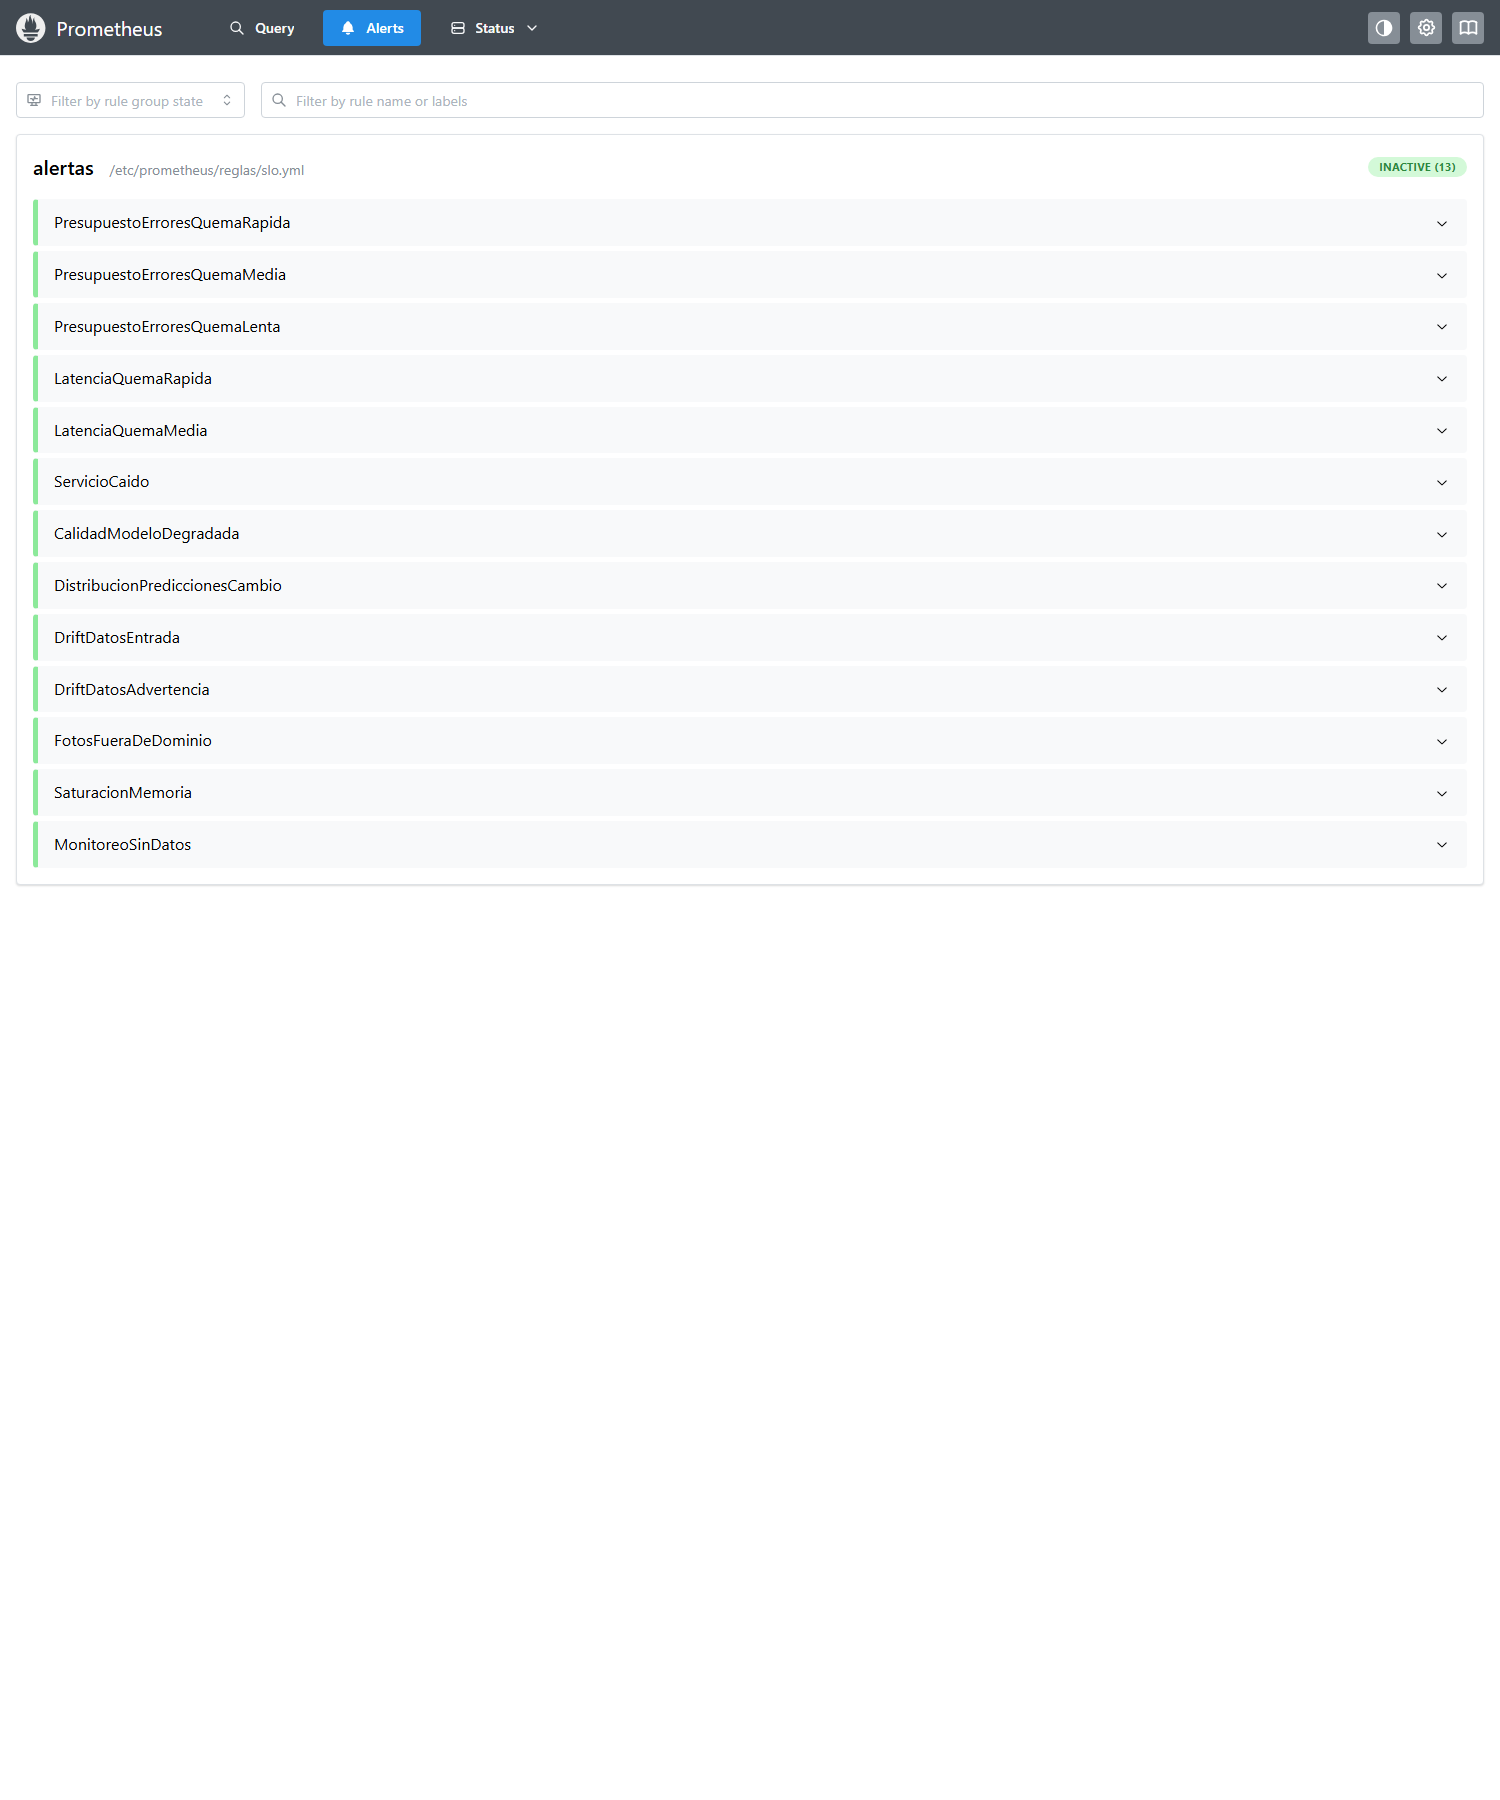 Prometheus Query Alerts Status
Filter by rule group state Filter by rule name or labels
alertas /etc/prometheus/reglas/slo.yml INACTIVE (13)
PresupuestoErroresQuemaRapida
PresupuestoErroresQuemaMedia
PresupuestoErroresQuemaLenta
LatenciaQuemaRapida
LatenciaQuemaMedia
ServicioCaido
CalidadModeloDegradada
DistribucionPrediccionesCambio
DriftDatosEntrada
DriftDatosAdvertencia
FotosFueraDeDominio
SaturacionMemoria
MonitoreoSinDatos